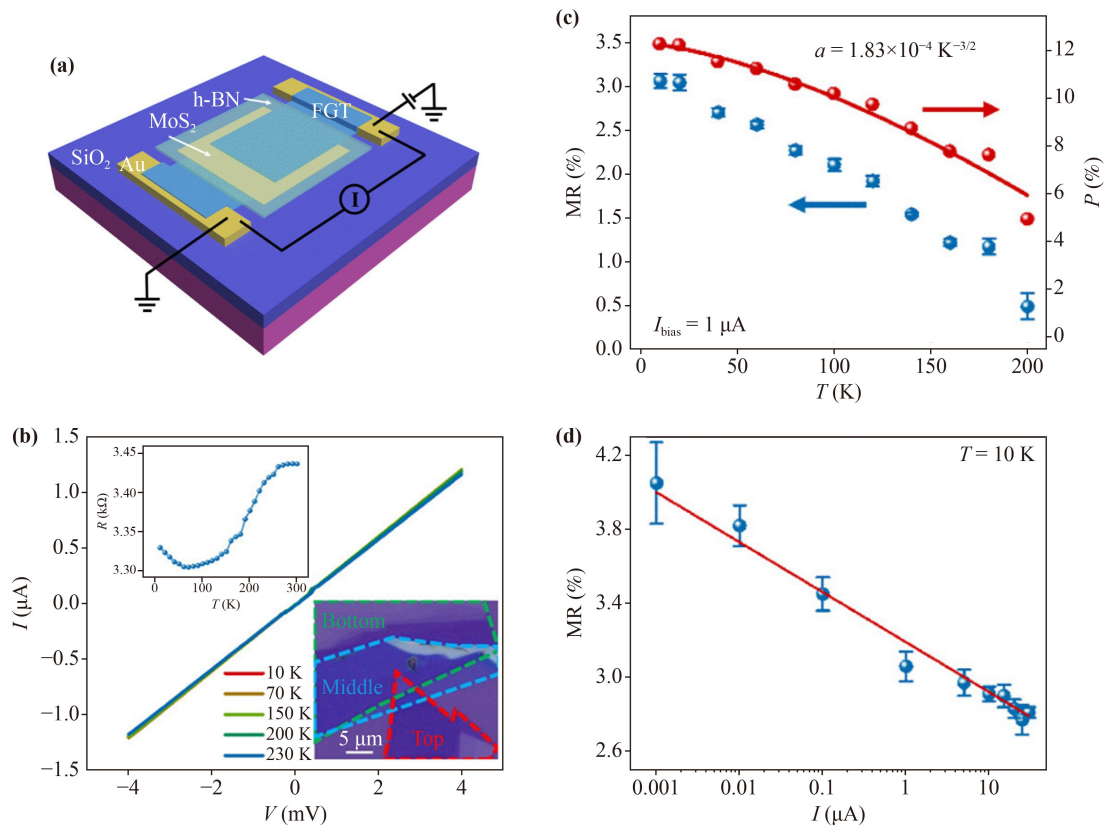 (a)
h-BN
FGT
MoS₂
SiO₂
Au
I
(b)
1.5
1.0
0.5
0.0
−0.5
−1.0
−1.5
I (μA)
−4
−2
0
2
4
V (mV)
3.45
3.40
3.30
3.30
R (kΩ)
0
100
200
300
T (K)
10 K
70 K
150 K
200 K
230 K
Bottom
Middle
Top
5 μm
(c)
3.5
3.0
2.5
2.0
1.5
1.0
0.5
0.0
MR (%)
a = 1.83×10⁻⁴ K⁻³ᐟ²
I_bias = 1 μA
12
10
8
6
4
2
0
P (%)
0
50
100
150
200
T (K)
(d)
4.2
3.8
3.4
3.0
2.6
MR (%)
T = 10 K
0.001
0.01
0.1
1
10
I (μA)